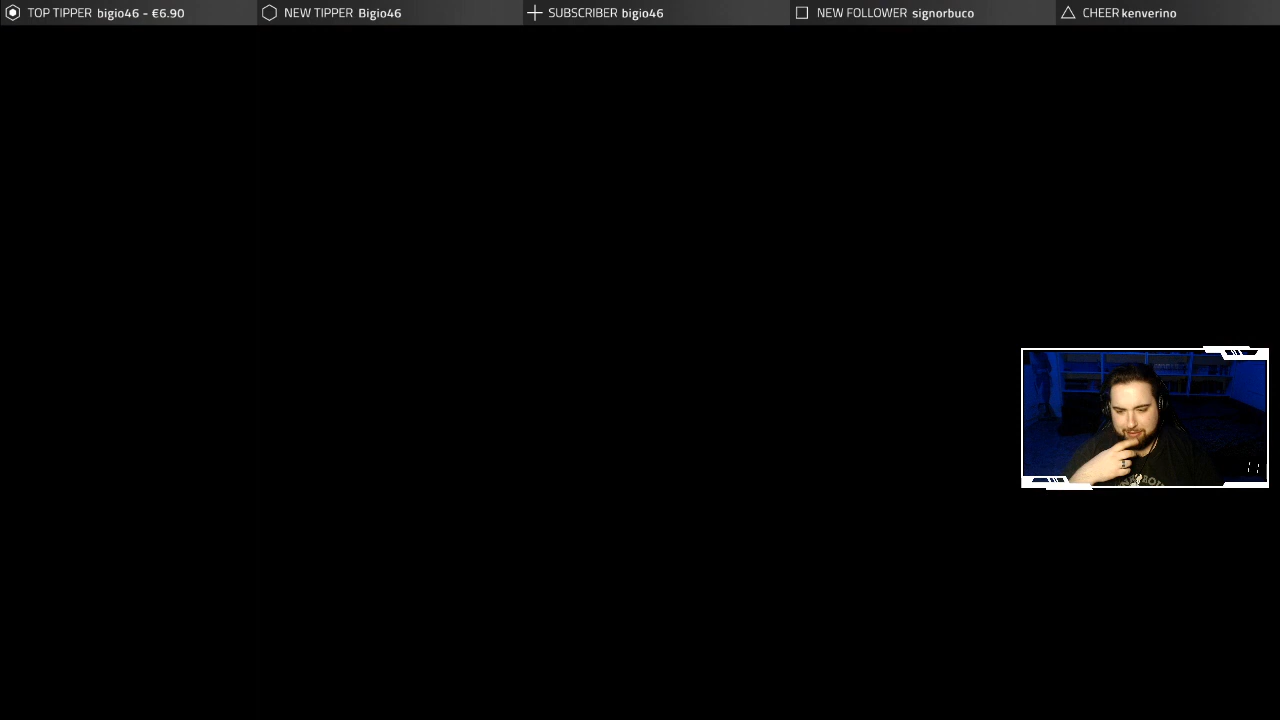 TOP TIPPER bigio46 - €6.90 NEW TIPPER Bigio46 SUBSCRIBER bigio46 NEW FOLLOWER signorbuco CHEER kenverino